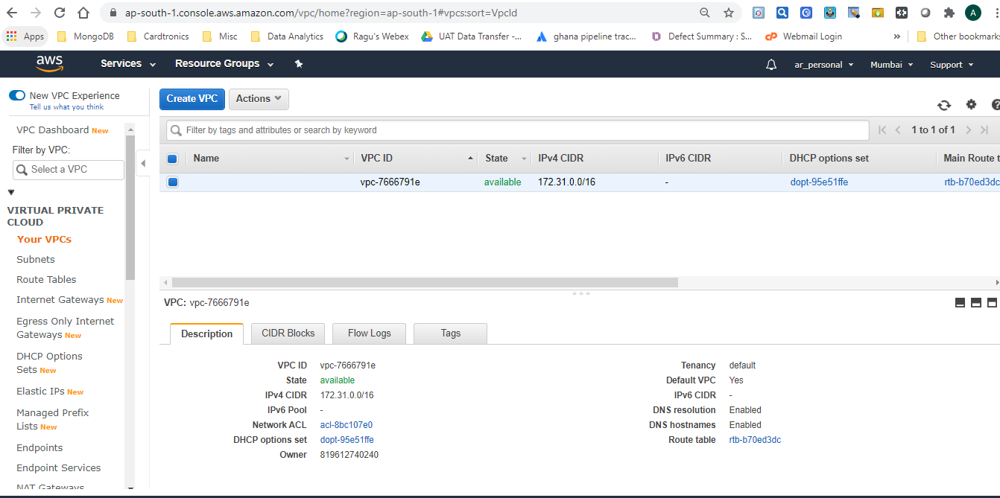 ap-south-1.console.aws.amazon.com/vpc/home?region=ap-south-1#vpcs:sort=VpcId
A
Apps MongoDB Cardtronics Misc Data Analytics Ragu's Webex UAT Data Transfer -... ghana pipeline trac... Defect Summary : S... cP Webmail Login » Other bookmarks
aws Services Resource Groups ar_personal Mumbai Support
New VPC Experience
Tell us what you think
Create VPC Actions
VPC Dashboard New
Filter by VPC:
Select a VPC
VIRTUAL PRIVATE
CLOUD
Your VPCs
Subnets
Route Tables
Internet Gateways New
Egress Only Internet
Gateways New
DHCP Options
Sets New
Elastic IPs New
Managed Prefix
Lists New
Endpoints
Endpoint Services
NAT Gateways
Filter by tags and attributes or search by keyword
1 to 1 of 1
Name VPC ID State IPv4 CIDR IPv6 CIDR DHCP options set Main Route t
vpc-7666791e available 172.31.0.0/16 - dopt-95e51ffe rtb-b70ed3dc
VPC: vpc-7666791e
Description CIDR Blocks Flow Logs Tags
VPC ID vpc-7666791e
State available
IPv4 CIDR 172.31.0.0/16
IPv6 Pool -
Network ACL acl-8bc107e0
DHCP options set dopt-95e51ffe
Owner 819612740240
Tenancy default
Default VPC Yes
IPv6 CIDR -
DNS resolution Enabled
DNS hostnames Enabled
Route table rtb-b70ed3dc